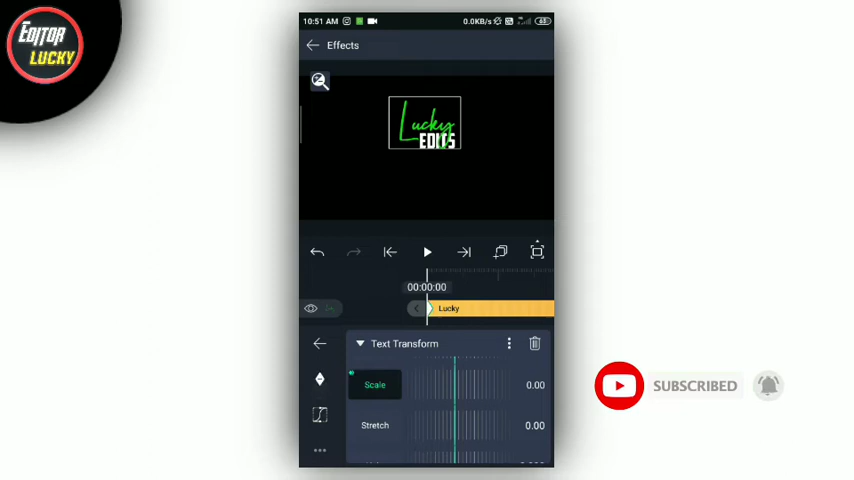 EDITOR
LUCKY
10:51 AM
0.0KB/s
63
Effects
Lucky
EDITS
00:00:00
Lucky
Text Transform
Scale
0.00
Stretch
0.00
SUBSCRIBED